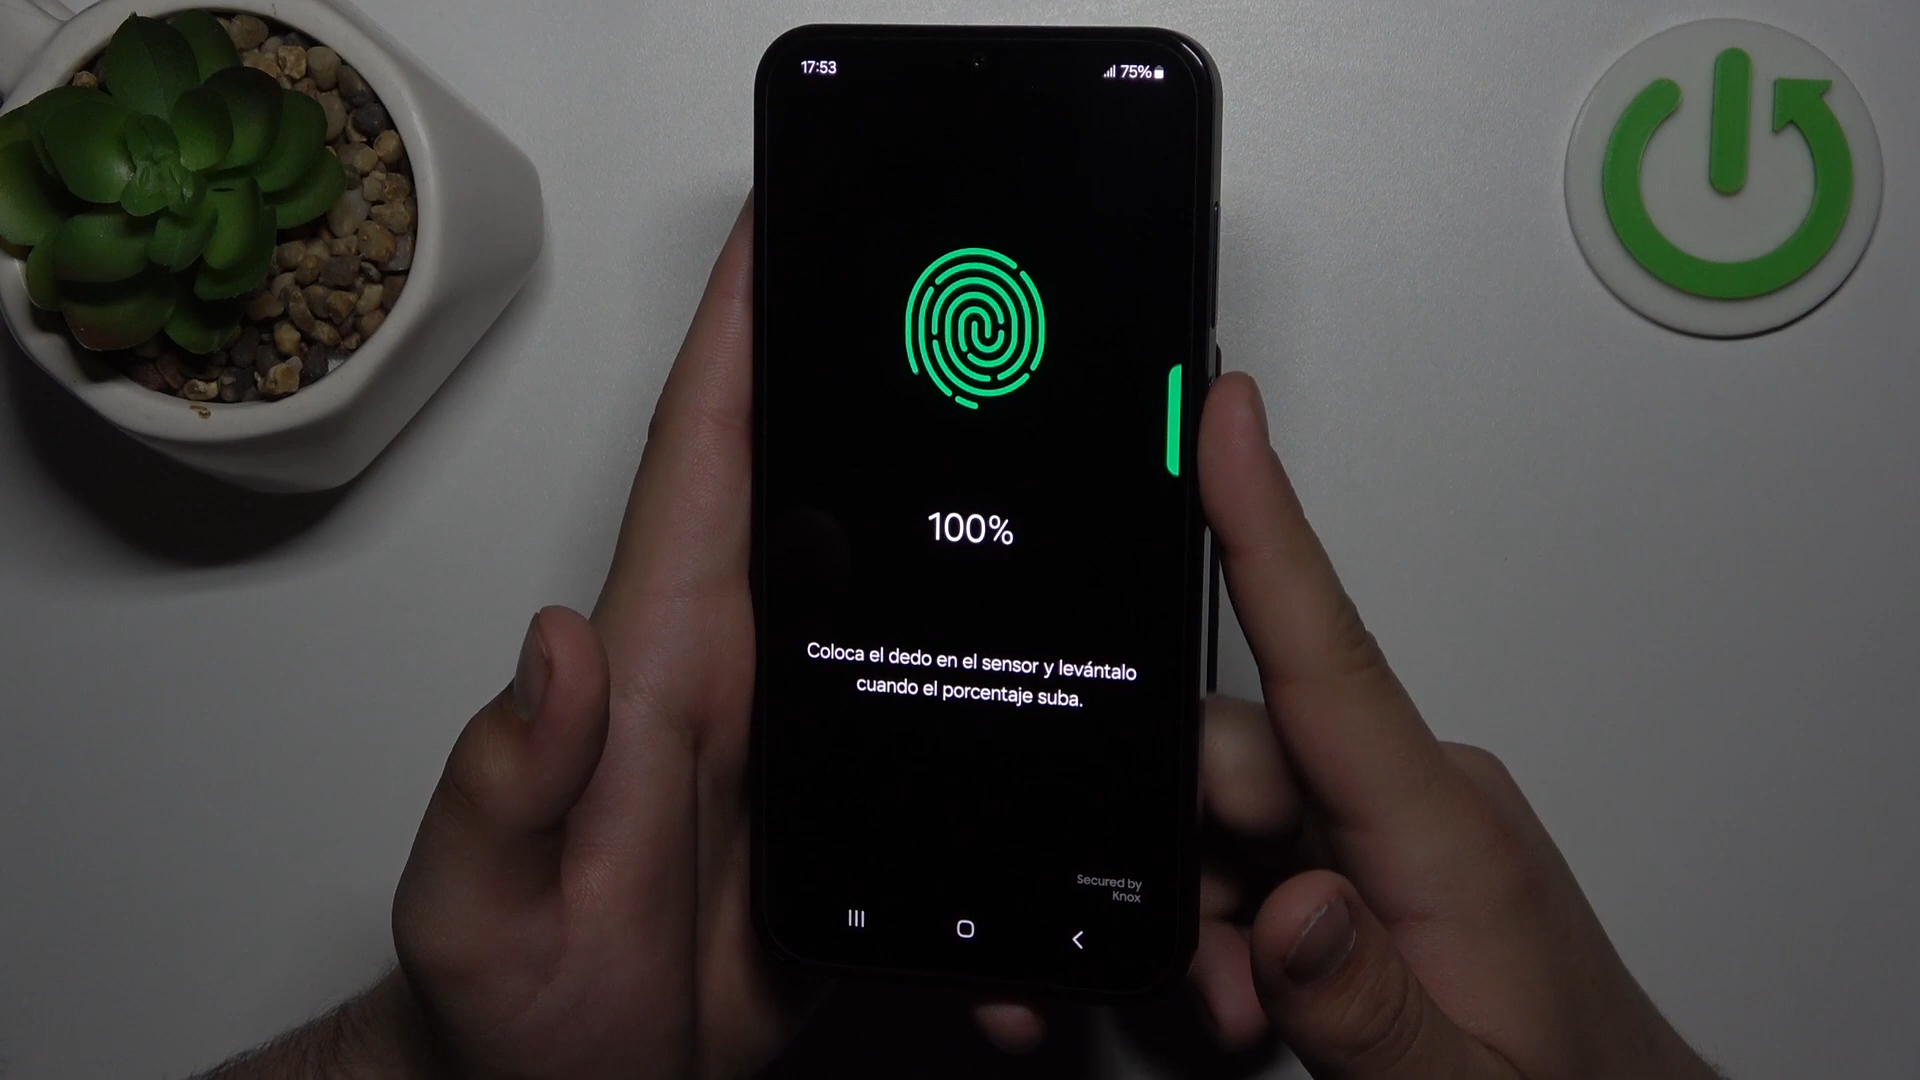 17:53
75%
100%
Coloca el dedo en el sensor y levántalo
cuando el porcentaje suba.
Secured by
Knox